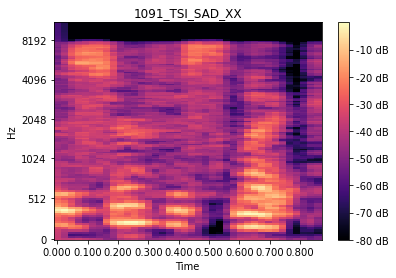 1091_TSI_SAD_XX
8192
4096
2048
1024
512
0
Hz
0.000 0.100 0.200 0.300 0.400 0.500 0.600 0.700 0.800
Time
-10 dB
-20 dB
-30 dB
-40 dB
-50 dB
-60 dB
-70 dB
-80 dB